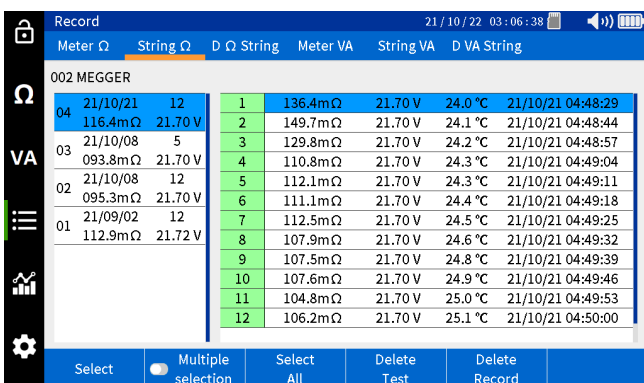 Record 21/10/22 03:06:38
Meter Ω String Ω D Ω String Meter VA String VA D VA String
002 MEGGER
Ω
VA
04 21/10/21 12
116.4mΩ 21.70 V
03 21/10/08 5
093.8mΩ 21.70 V
02 21/10/08 12
095.3mΩ 21.70 V
01 21/09/02 12
112.9mΩ 21.72 V
1 136.4mΩ 21.70 V 24.0 ℃ 21/10/21 04:48:29
2 149.7mΩ 21.70 V 24.1 ℃ 21/10/21 04:48:44
3 129.8mΩ 21.70 V 24.2 ℃ 21/10/21 04:48:57
4 110.8mΩ 21.70 V 24.3 ℃ 21/10/21 04:49:04
5 112.1mΩ 21.70 V 24.3 ℃ 21/10/21 04:49:11
6 111.1mΩ 21.70 V 24.4 ℃ 21/10/21 04:49:18
7 112.5mΩ 21.70 V 24.5 ℃ 21/10/21 04:49:25
8 107.9mΩ 21.70 V 24.6 ℃ 21/10/21 04:49:32
9 107.5mΩ 21.70 V 24.8 ℃ 21/10/21 04:49:39
10 107.6mΩ 21.70 V 24.9 ℃ 21/10/21 04:49:46
11 104.8mΩ 21.70 V 25.0 ℃ 21/10/21 04:49:53
12 106.2mΩ 21.70 V 25.1 ℃ 21/10/21 04:50:00
Select
Multiple
selection
Select
All
Delete
Test
Delete
Record